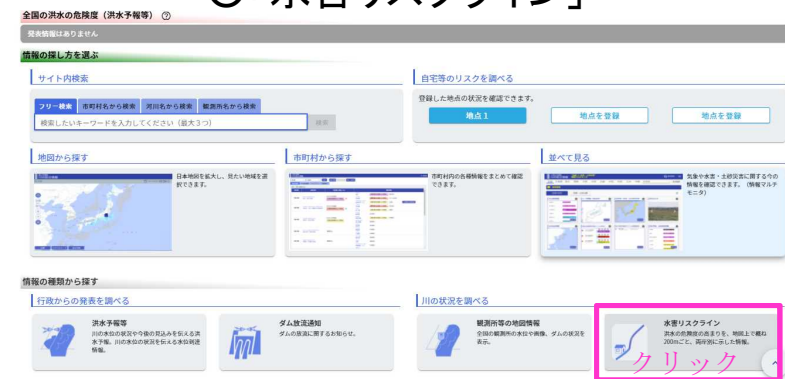 ○「水害リスクライン」
全国の洪水の危険度（洪水予報等）
発表情報はありません
情報の探し方を選ぶ
サイト内検索
フリー検索 市町村名から検索 河川名から検索 観測所名から検索
検索したいキーワードを入力してください（最大３つ）
検索
自宅等のリスクを調べる
登録した地点の状況を確認できます。
地点１ 地点を登録 地点を登録
地図から探す
日本地図を拡大し、見たい地域を選
択できます。
市町村から探す
市町村内の各種情報をまとめて確認
できます。
並べて見る
気象や水害・土砂災害に関する今の
情報を確認できます。（情報マルチ
モニタ）
情報の種類から探す
行政からの発表を調べる
洪水予報等
川の水位の状況や今後の見込みを伝える洪
水予報、川の水位の状況を伝える水位到達
情報。
ダム放流通知
ダムの放流に関するお知らせ。
川の状況を調べる
観測所等の地図情報
全国の観測所の水位や画像、ダムの状況を
表示。
水害リスクライン
洪水の危険度の高まりを、地図上で概ね
200mごと、両岸別に示した情報。
クリック